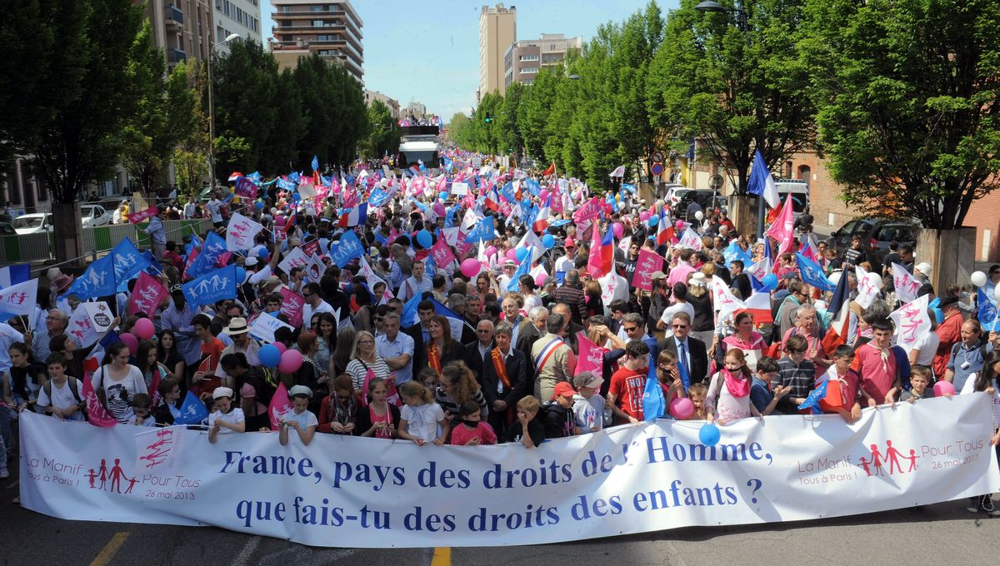 La Manif
Tous à Paris !
Pour Tous
26 mai 2013
France, pays des droits de l'Homme,
que fais-tu des droits des enfants ?
La Manif
Tous à Paris !
Pour Tous
26 mai 2013